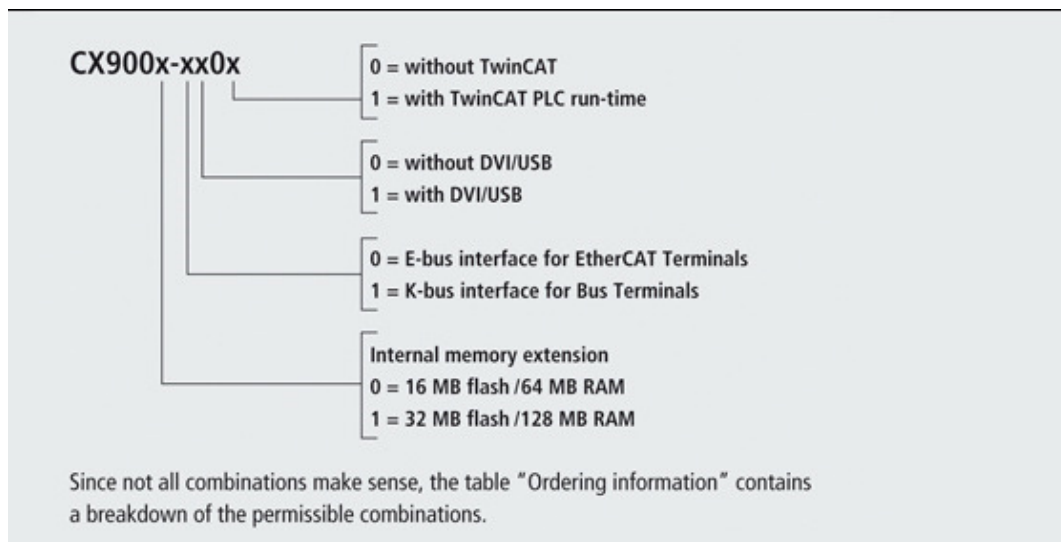 CX900x-xx0x
0 = without TwinCAT
1 = with TwinCAT PLC run-time
0 = without DVI/USB
1 = with DVI/USB
0 = E-bus interface for EtherCAT Terminals
1 = K-bus interface for Bus Terminals
Internal memory extension
0 = 16 MB flash /64 MB RAM
1 = 32 MB flash /128 MB RAM
Since not all combinations make sense, the table "Ordering information" contains
a breakdown of the permissible combinations.